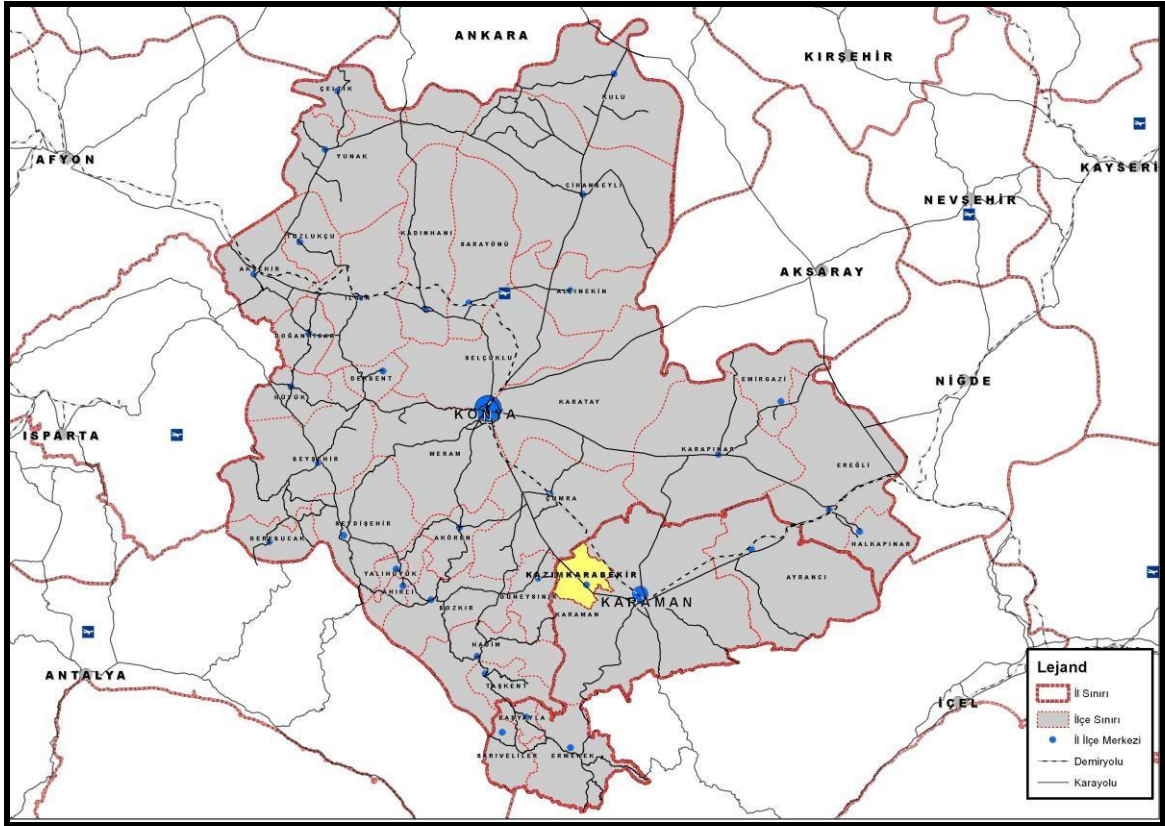 ANKARA
KIRŞEHİR
ÇELTİK
KULU
AFYON
YUNAK
KAYSERİ
CİHANBEYLİ
NEVŞEHİR
KADINHANI
TUZLUKÇU
SARAYÖNÜ
AKŞEHİR
AKSARAY
ILGIN
ALTINEKİN
DOĞANHİSAR
SELÇUKLU
DERBENT
EMİRGAZİ
NİĞDE
HÜYÜK
KARATAY
KONYA
ISPARTA
MERAM
KARAPINAR
BEYŞEHİR
EREĞLİ
ÇUMRA
SEYDİŞEHİR
DEREBUCAK
AKÖREN
HALKAPINAR
YALIHÜYÜK
KAZIMKARABEKİR
AYRANCI
AHIRLI
GÜNEYSINIR
BOZKIR
KARAMAN
KARAMAN
HADİM
ANTALYA
TAŞKENT
İÇEL
BAŞYAYLA
SARIVELİLER
ERMENEK
Lejand
İl Sınırı
İlçe Sınırı
İl İlçe Merkezi
Demiryolu
Karayolu